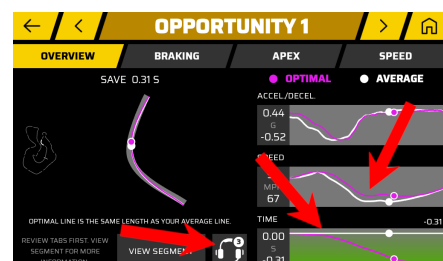 OPPORTUNITY 1
OVERVIEW BRAKING APEX SPEED
SAVE 0.31 S
OPTIMAL AVERAGE
ACCEL/DECEL.
0.44
G
-0.52
67
OPTIMAL LINE IS THE SAME LENGTH AS YOUR AVERAGE LINE.
TIME -0.31
0.00
S
-0.31
REVIEW TABS FIRST. VIEW
SEGMENT FOR MORE
VIEW
3